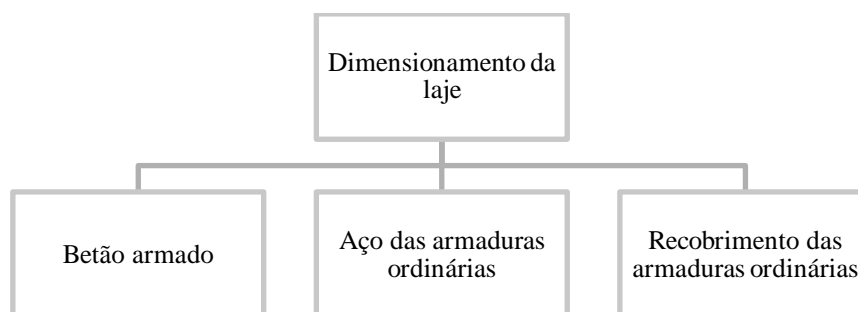 Dimensionamento da
laje
Betão armado
Aço das armaduras
ordinárias
Recobrimento das
armaduras ordinárias